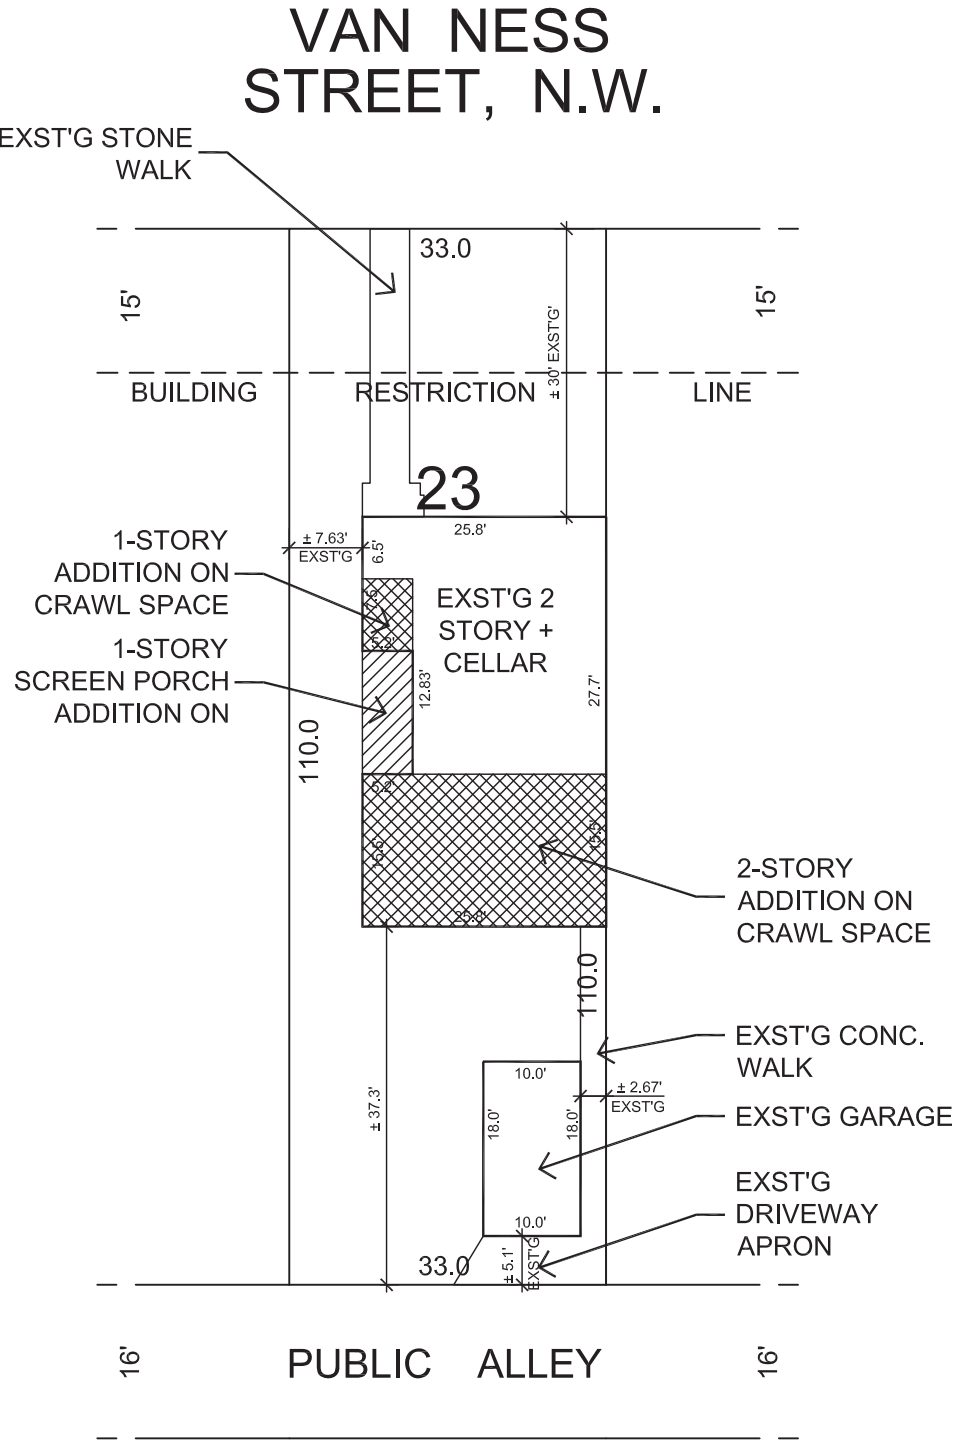 VAN NESS
STREET, N.W.
EXST'G STONE
WALK
33.0
15'
15'
± 30' EXST'G'
BUILDING RESTRICTION LINE
23
25.8'
± 7.63'
EXST'G
6.5'
1-STORY
ADDITION ON
CRAWL SPACE
7.5'
5.2'
EXST'G 2
STORY +
CELLAR
1-STORY
SCREEN PORCH
ADDITION ON
12.83'
27.7'
110.0
5.2'
15.5'
15.5'
25.8'
2-STORY
ADDITION ON
CRAWL SPACE
110.0
EXST'G CONC.
WALK
± 37.3'
10.0'
18.0'
18.0'
± 2.67'
EXST'G
EXST'G GARAGE
10.0'
EXST'G
DRIVEWAY
APRON
33.0
± 5.1'
EXST'G
16'
PUBLIC ALLEY
16'